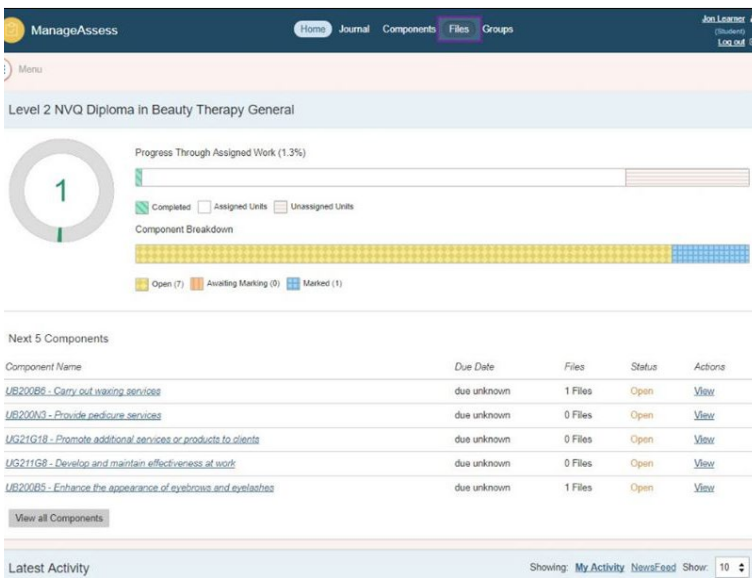 ManageAssess
Home Journal Components Files Groups
Jon Learner
(Student)
Log out
Menu
Level 2 NVQ Diploma in Beauty Therapy General
1
Progress Through Assigned Work (1.3%)
Completed Assigned Units Unassigned Units
Component Breakdown
Open (7) Awaiting Marking (0) Marked (1)
Next 5 Components
Component Name Due Date Files Status Actions
UB200B6 - Carry out waxing services due unknown 1 Files Open View
UB200N3 - Provide pedicure services due unknown 0 Files Open View
UG21G18 - Promote additional services or products to clients due unknown 0 Files Open View
UG211G8 - Develop and maintain effectiveness at work due unknown 0 Files Open View
UB200B5 - Enhance the appearance of eyebrows and eyelashes due unknown 1 Files Open View
View all Components
Latest Activity Showing: My Activity NewsFeed Show: 10